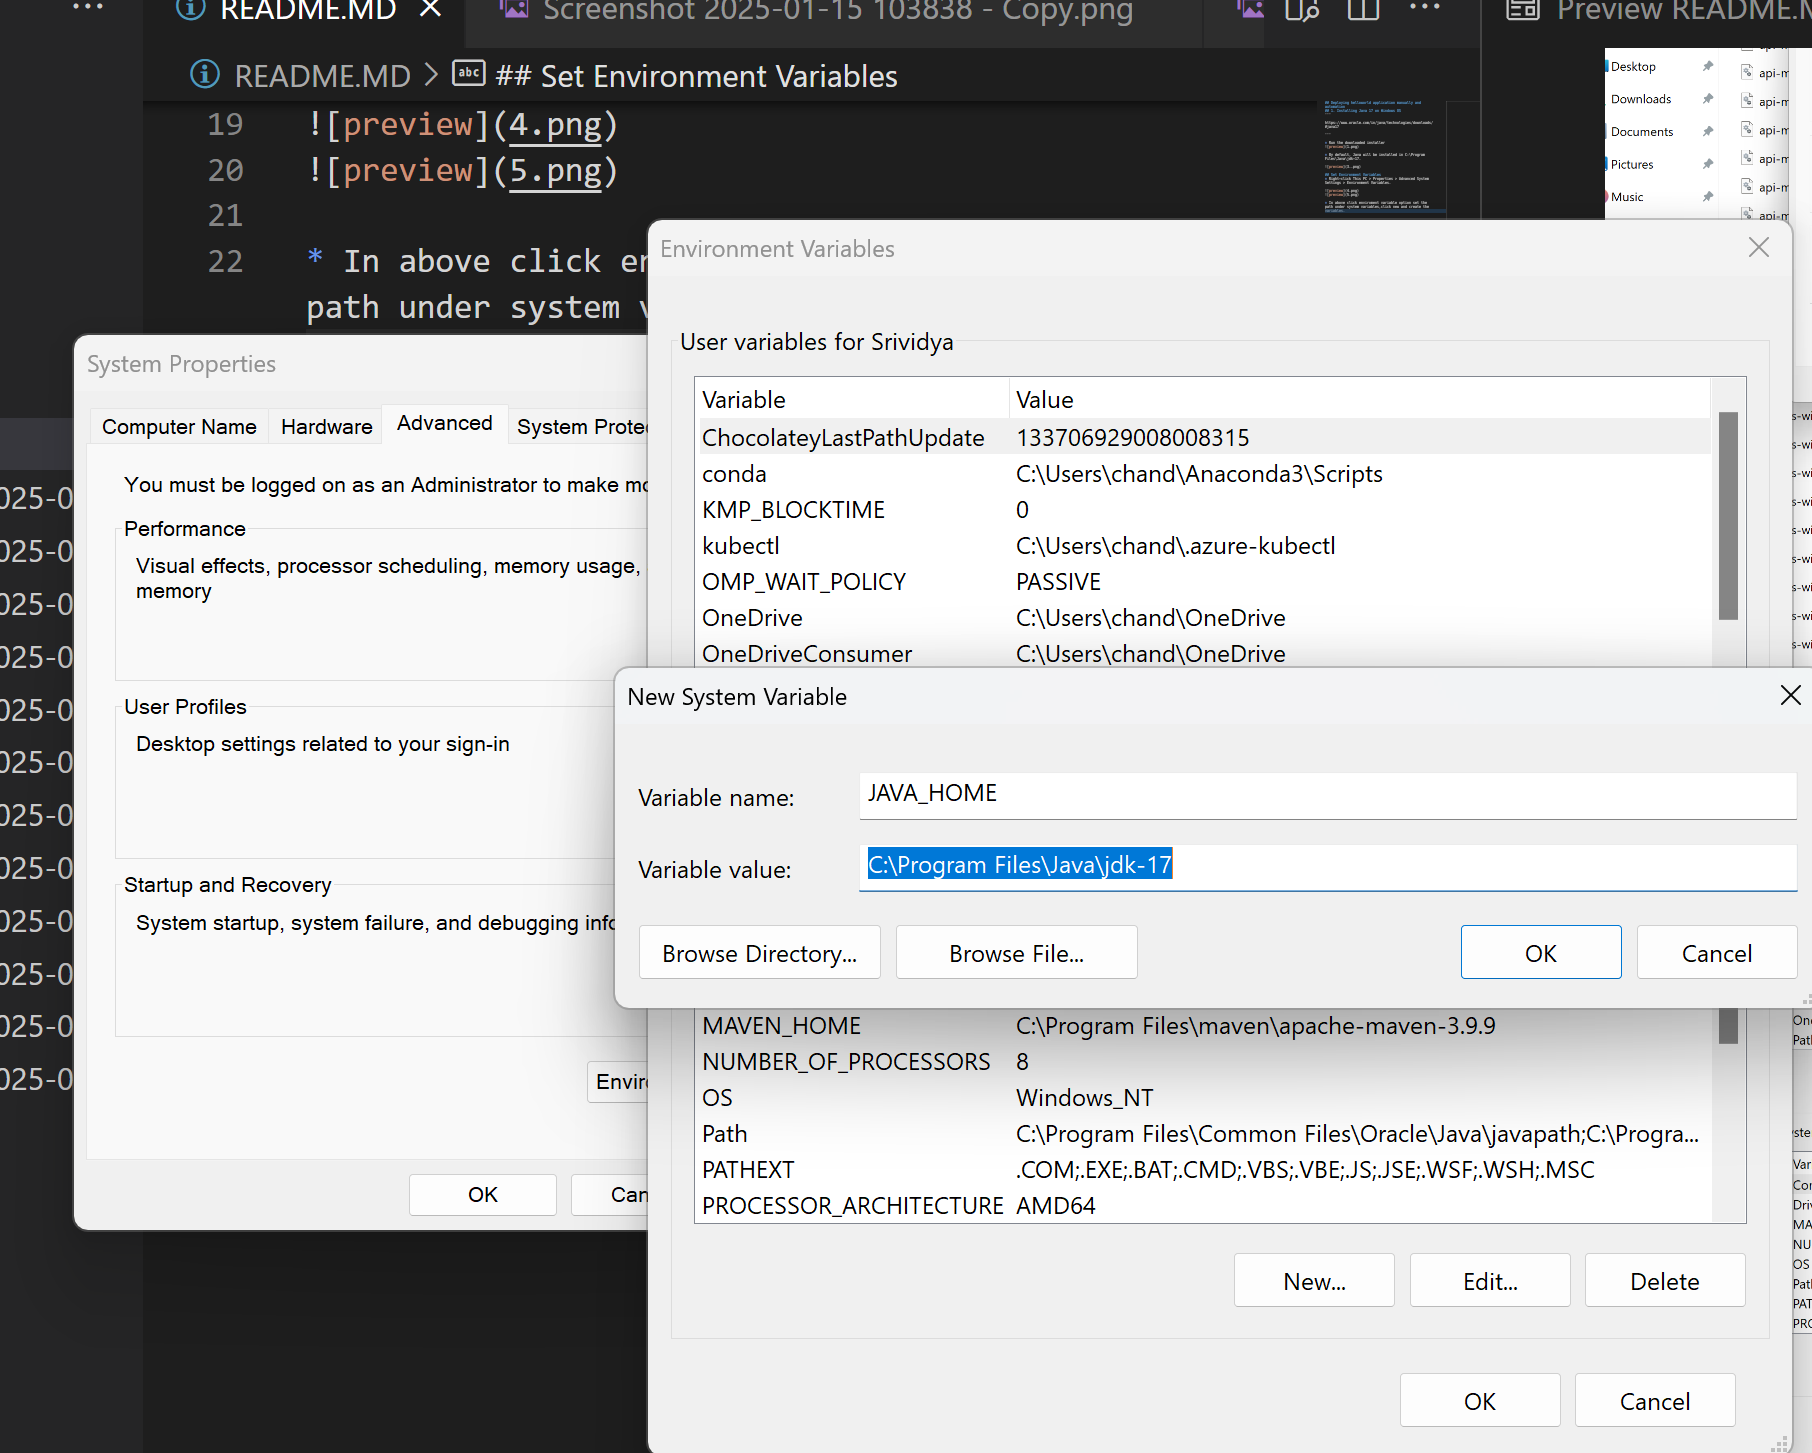 README.MD
Screenshot 2025-01-15 103838 - Copy.png
Preview README.M
README.MD > ## Set Environment Variables
19 ![preview](4.png)
20 ![preview](5.png)
21
22 * In above click en
path under system v
Desktop
Downloads
Documents
Pictures
Music
api-m
api-m
api-m
api-m
api-m
api-m
Environment Variables
User variables for Srividya
Variable Value
ChocolateyLastPathUpdate 133706929008008315
conda C:\Users\chand\Anaconda3\Scripts
KMP_BLOCKTIME 0
kubectl C:\Users\chand\.azure-kubectl
OMP_WAIT_POLICY PASSIVE
OneDrive C:\Users\chand\OneDrive
OneDriveConsumer C:\Users\chand\OneDrive
System Properties
Computer Name Hardware Advanced System Prote
You must be logged on as an Administrator to make mo
Performance
Visual effects, processor scheduling, memory usage,
memory
User Profiles
Desktop settings related to your sign-in
Startup and Recovery
System startup, system failure, and debugging info
Enviro
OK Can
025-0
025-0
025-0
025-0
025-0
025-0
025-0
025-0
025-0
025-0
025-0
025-0
New System Variable
Variable name: JAVA_HOME
Variable value: C:\Program Files\Java\jdk-17
Browse Directory... Browse File... OK Cancel
MAVEN_HOME C:\Program Files\maven\apache-maven-3.9.9
NUMBER_OF_PROCESSORS 8
OS Windows_NT
Path C:\Program Files\Common Files\Oracle\Java\javapath;C:\Progra...
PATHEXT .COM;.EXE;.BAT;.CMD;.VBS;.VBE;.JS;.JSE;.WSF;.WSH;.MSC
PROCESSOR_ARCHITECTURE AMD64
New... Edit... Delete
OK Cancel